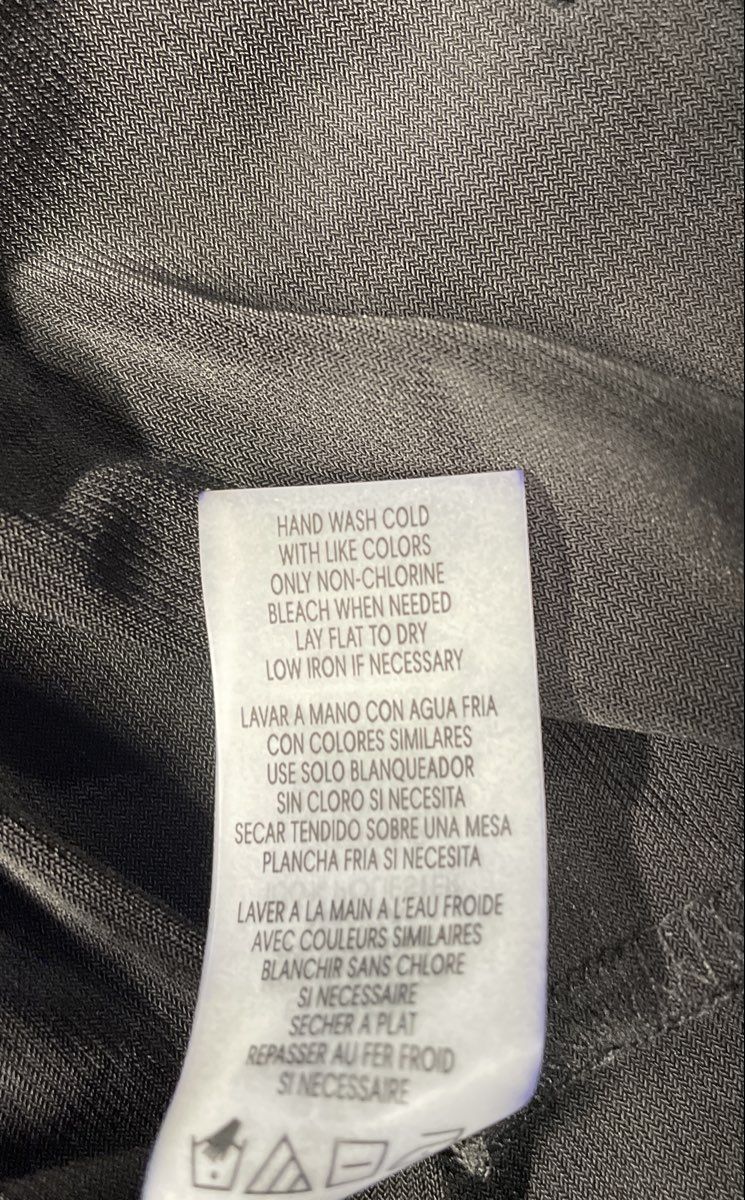 HAND WASH COLD
WITH LIKE COLORS
ONLY NON-CHLORINE
BLEACH WHEN NEEDED
LAY FLAT TO DRY
LOW IRON IF NECESSARY
LAVAR A MANO CON AGUA FRIA
CON COLORES SIMILARES
USE SOLO BLANQUEADOR
SIN CLORO SI NECESITA
SECAR TENDIDO SOBRE UNA MESA
PLANCHA FRIA SI NECESITA
LAVER A LA MAIN A L'EAU FROIDE
AVEC COULEURS SIMILAIRES
BLANCHIR SANS CHLORE
SI NECESSAIRE
SECHER A PLAT
REPASSER AU FER FROID
SI NECESSAIRE